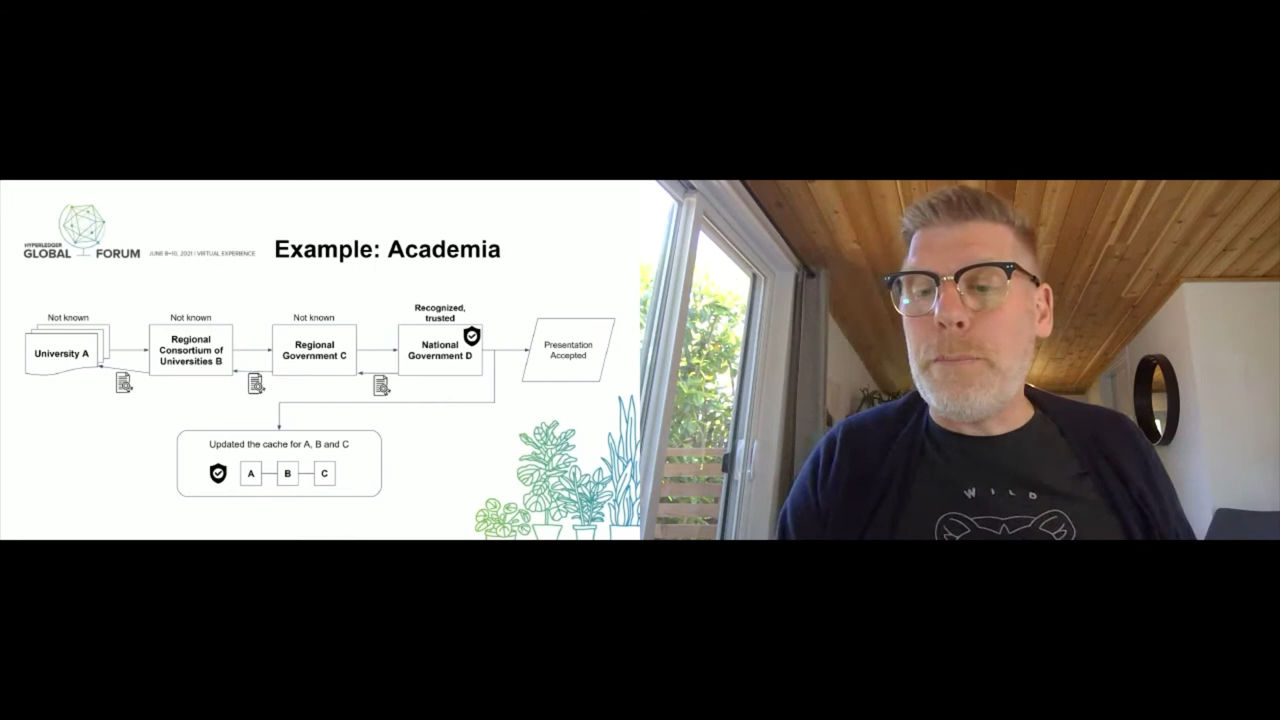 HYPERLEDGER
GLOBAL FORUM
JUNE 8–10, 2021 | VIRTUAL EXPERIENCE
Example: Academia
Not known
Not known
Not known
Recognized,
trusted
University A
Regional
Consortium of
Universities B
Regional
Government C
National
Government D
Presentation
Accepted
Updated the cache for A, B and C
A
B
C
WILD